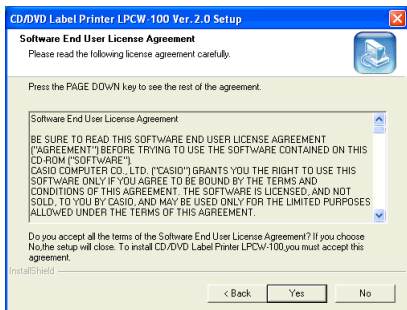 CD/DVD Label Printer LPCW-100 Ver. 2.0 Setup
Software End User License Agreement
Please read the following license agreement carefully.
Press the PAGE DOWN key to see the rest of the agreement.
Software End User License Agreement
BE SURE TO READ THIS SOFTWARE END USER LICENSE AGREEMENT
("AGREEMENT") BEFORE TRYING TO USE THE SOFTWARE CONTAINED ON THIS
CD-ROM ("SOFTWARE").
CASIO COMPUTER CO., LTD. ("CASIO") GRANTS YOU THE RIGHT TO USE THIS
SOFTWARE ONLY IF YOU AGREE TO BE BOUND BY THE TERMS AND
CONDITIONS OF THIS AGREEMENT. THE SOFTWARE IS LICENSED, AND NOT
SOLD, TO YOU BY CASIO, AND MAY BE USED ONLY FOR THE LIMITED PURPOSES
ALLOWED UNDER THE TERMS OF THIS AGREEMENT.
Do you accept all the terms of the Software End User License Agreement? If you choose
No,the setup will close. To install CD/DVD Label Printer LPCW-100,you must accept this
agreement.
InstallShield
< Back
Yes
No